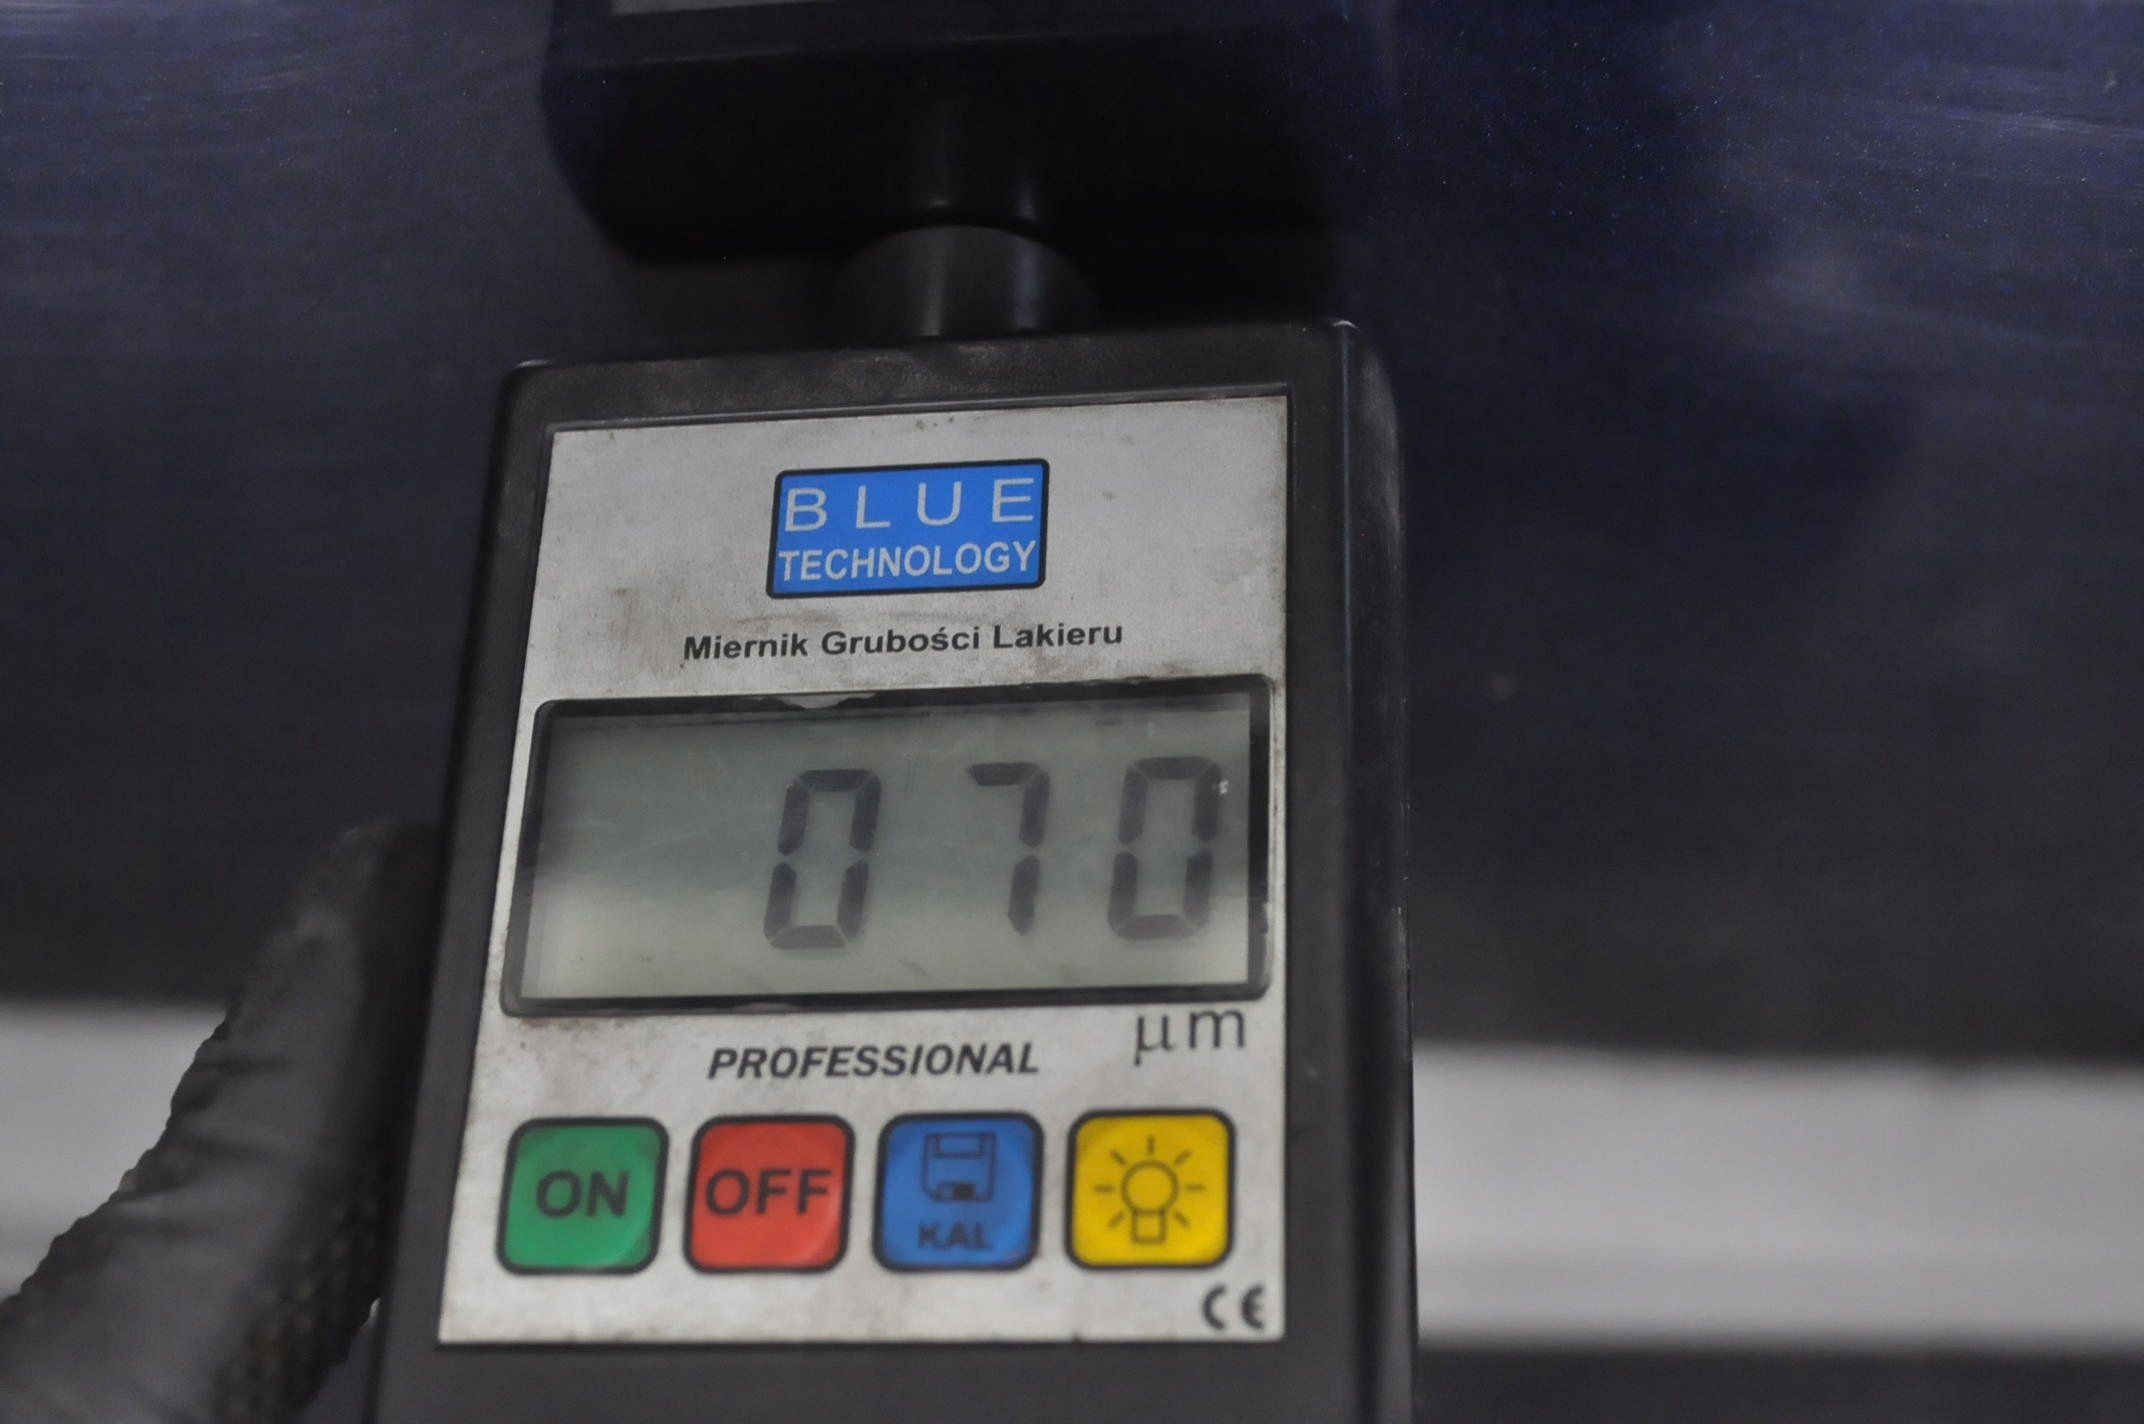 BLUE
TECHNOLOGY
Miernik Grubości Lakieru
070
µm
PROFESSIONAL
ON OFF KAL
CE